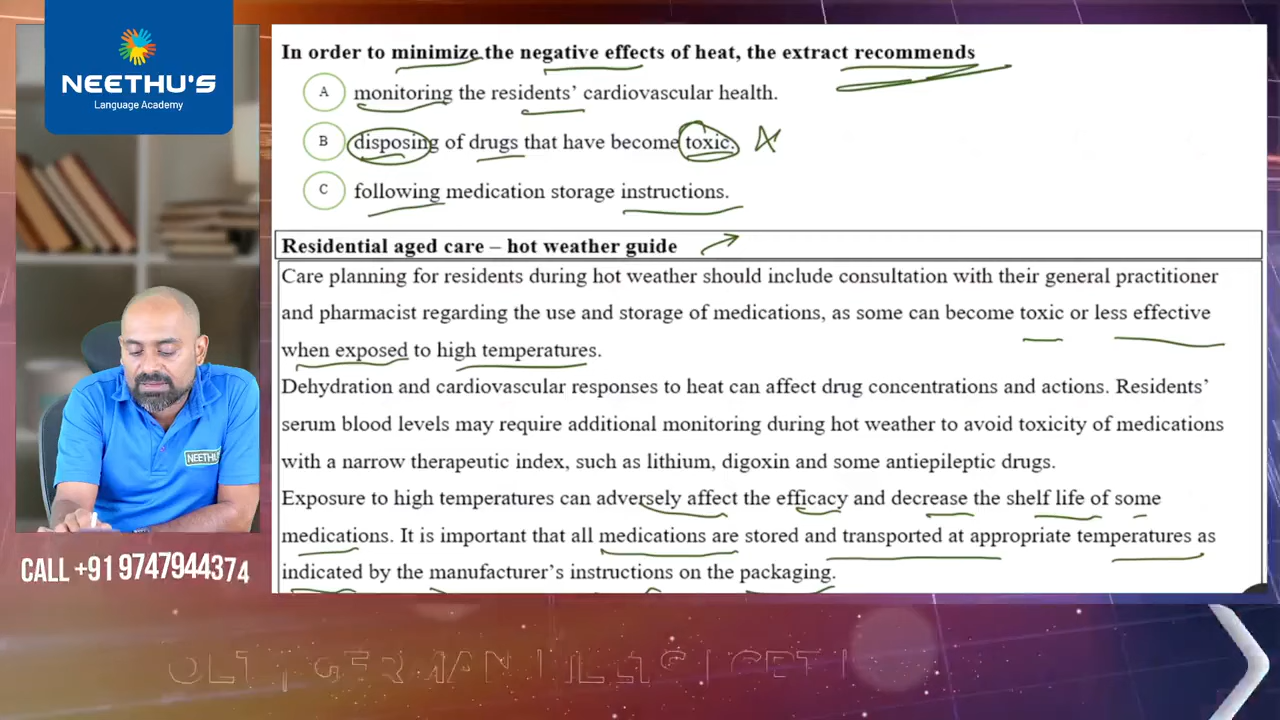 NEETHU'S
Language Academy
In order to minimize the negative effects of heat, the extract recommends
A monitoring the residents' cardiovascular health.
B disposing of drugs that have become toxic.
C following medication storage instructions.
Residential aged care – hot weather guide
Care planning for residents during hot weather should include consultation with their general practitioner
and pharmacist regarding the use and storage of medications, as some can become toxic or less effective
when exposed to high temperatures.
Dehydration and cardiovascular responses to heat can affect drug concentrations and actions. Residents'
serum blood levels may require additional monitoring during hot weather to avoid toxicity of medications
with a narrow therapeutic index, such as lithium, digoxin and some antiepileptic drugs.
Exposure to high temperatures can adversely affect the efficacy and decrease the shelf life of some
medications. It is important that all medications are stored and transported at appropriate temperatures as
indicated by the manufacturer's instructions on the packaging.
CALL +91 9747944374
GERMAN